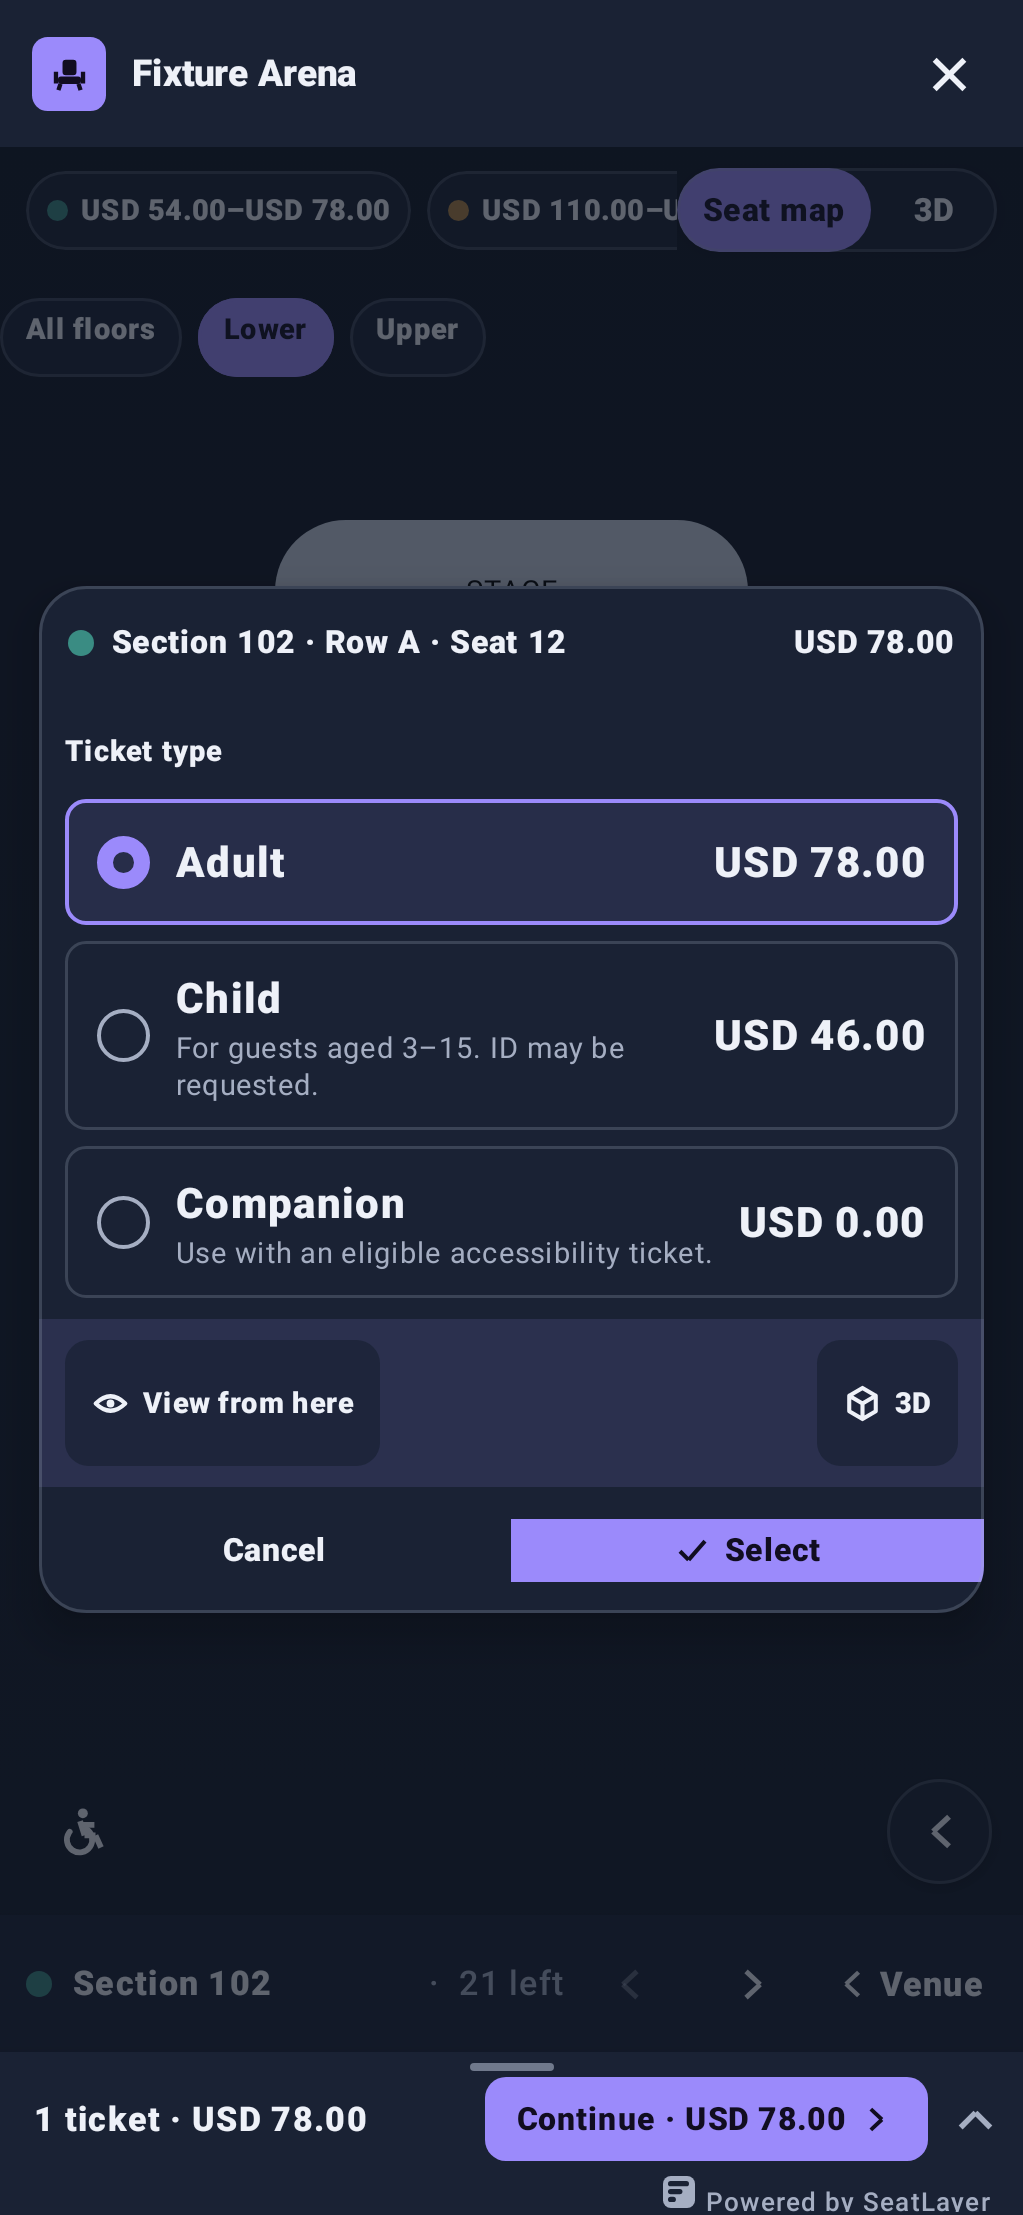 Fixture Arena
USD 54.00–USD 78.00
USD 110.00–U
Seat map
3D
All floors
Lower
Upper
STAGE
Section 102 · Row A · Seat 12
USD 78.00
Ticket type
Adult
USD 78.00
Child
For guests aged 3–15. ID may be
requested.
USD 46.00
Companion
Use with an eligible accessibility ticket.
USD 0.00
View from here
3D
Cancel
Select
Section 102
· 21 left
Venue
1 ticket · USD 78.00
Continue · USD 78.00
Powered by SeatLayer